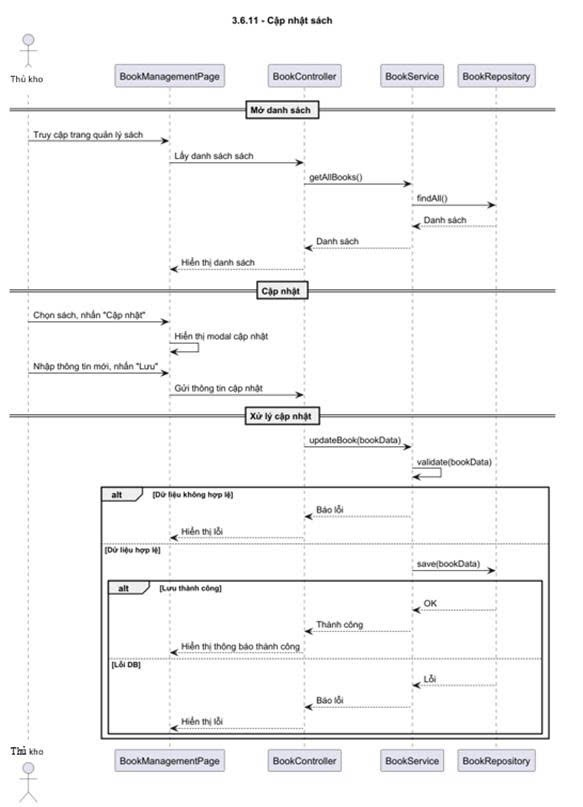 3.6.11 - Cập nhật sách
Thủ kho
BookManagementPage
BookController
BookService
BookRepository
Mở danh sách
Truy cập trang quản lý sách
Lấy danh sách sách
getAllBooks()
findAll()
Danh sách
Danh sách
Hiển thị danh sách
Cập nhật
Chọn sách, nhấn "Cập nhật"
Hiển thị modal cập nhật
Nhập thông tin mới, nhấn "Lưu"
Gửi thông tin cập nhật
Xử lý cập nhật
updateBook(bookData)
validate(bookData)
alt [Dữ liệu không hợp lệ]
Báo lỗi
Hiển thị lỗi
[Dữ liệu hợp lệ]
save(bookData)
alt [Lưu thành công]
OK
Thành công
Hiển thị thông báo thành công
[Lỗi DB]
Lỗi
Báo lỗi
Hiển thị lỗi
Thủ kho
BookManagementPage
BookController
BookService
BookRepository